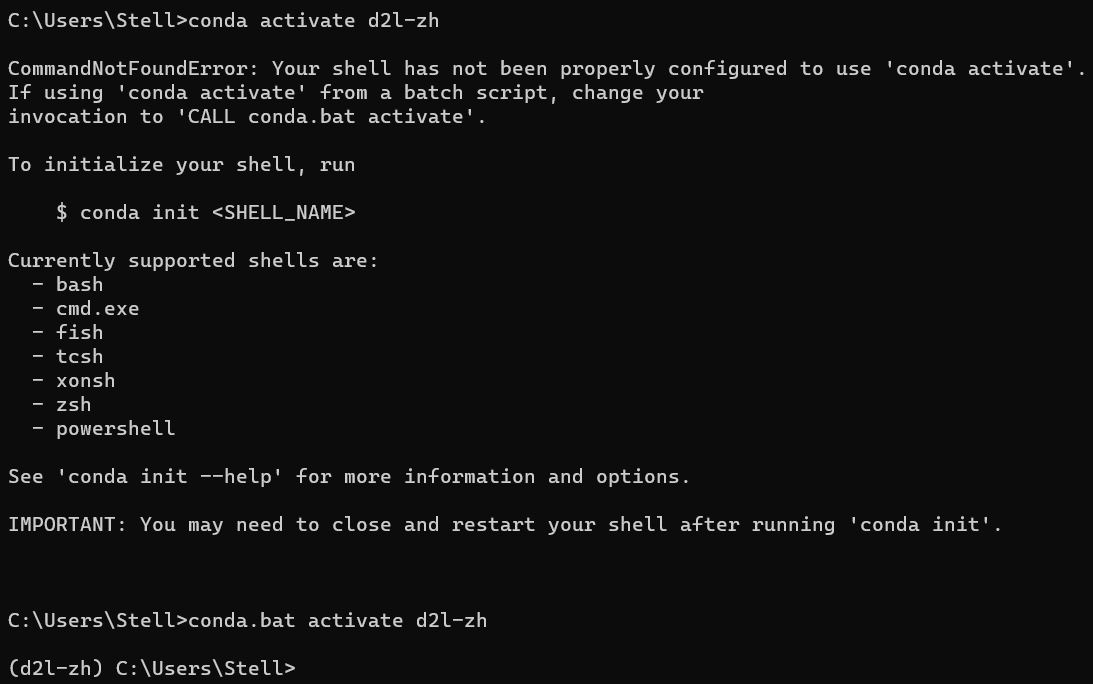 C:\Users\Stell>conda activate d2l-zh
CommandNotFoundError: Your shell has not been properly configured to use 'conda activate'.
If using 'conda activate' from a batch script, change your
invocation to 'CALL conda.bat activate'.
To initialize your shell, run
$ conda init <SHELL_NAME>
Currently supported shells are:
- bash
- cmd.exe
- fish
- tcsh
- xonsh
- zsh
- powershell
See 'conda init --help' for more information and options.
IMPORTANT: You may need to close and restart your shell after running 'conda init'.
C:\Users\Stell>conda.bat activate d2l-zh
(d2l-zh) C:\Users\Stell>